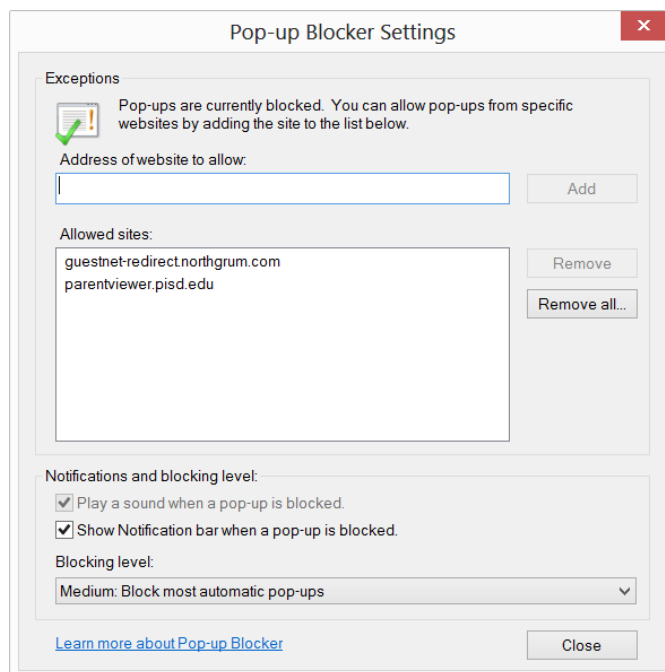 Pop-up Blocker Settings
Exceptions
Pop-ups are currently blocked. You can allow pop-ups from specific
websites by adding the site to the list below.
Address of website to allow:
Add
Allowed sites:
guestnet-redirect.northgrum.com
parentviewer.pisd.edu
Remove
Remove all...
Notifications and blocking level:
Play a sound when a pop-up is blocked.
Show Notification bar when a pop-up is blocked.
Blocking level:
Medium: Block most automatic pop-ups
Learn more about Pop-up Blocker
Close